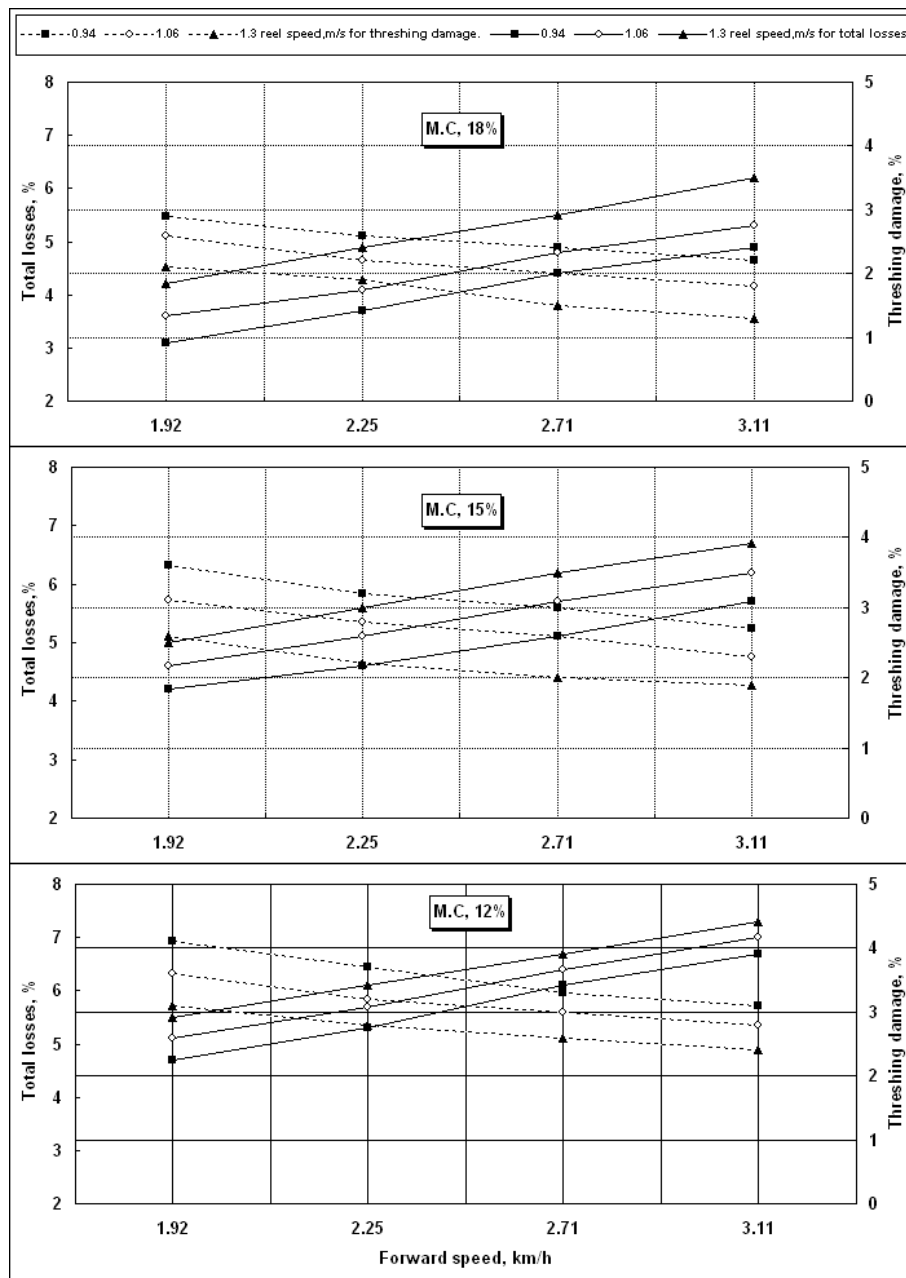 0.94 1.06 1.3 reel speed,m/s for threshing damage. 0.94 1.06 1.3 reel speed,m/s for total losses
8 5
M.C, 18%
7 4
6
3
5
2
4
3 1
2 0
Total losses, %
Threshing damage, %
1.92 2.25 2.71 3.11
8 5
M.C, 15%
7 4
6
3
5
2
4
3 1
2 0
Total losses,%
Threshing damage, %
1.92 2.25 2.71 3.11
8 5
M.C, 12%
7 4
6
3
5
2
4
3 1
2 0
Total losses, %
Threshing damage, %
1.92 2.25 2.71 3.11
Forward speed, km/h